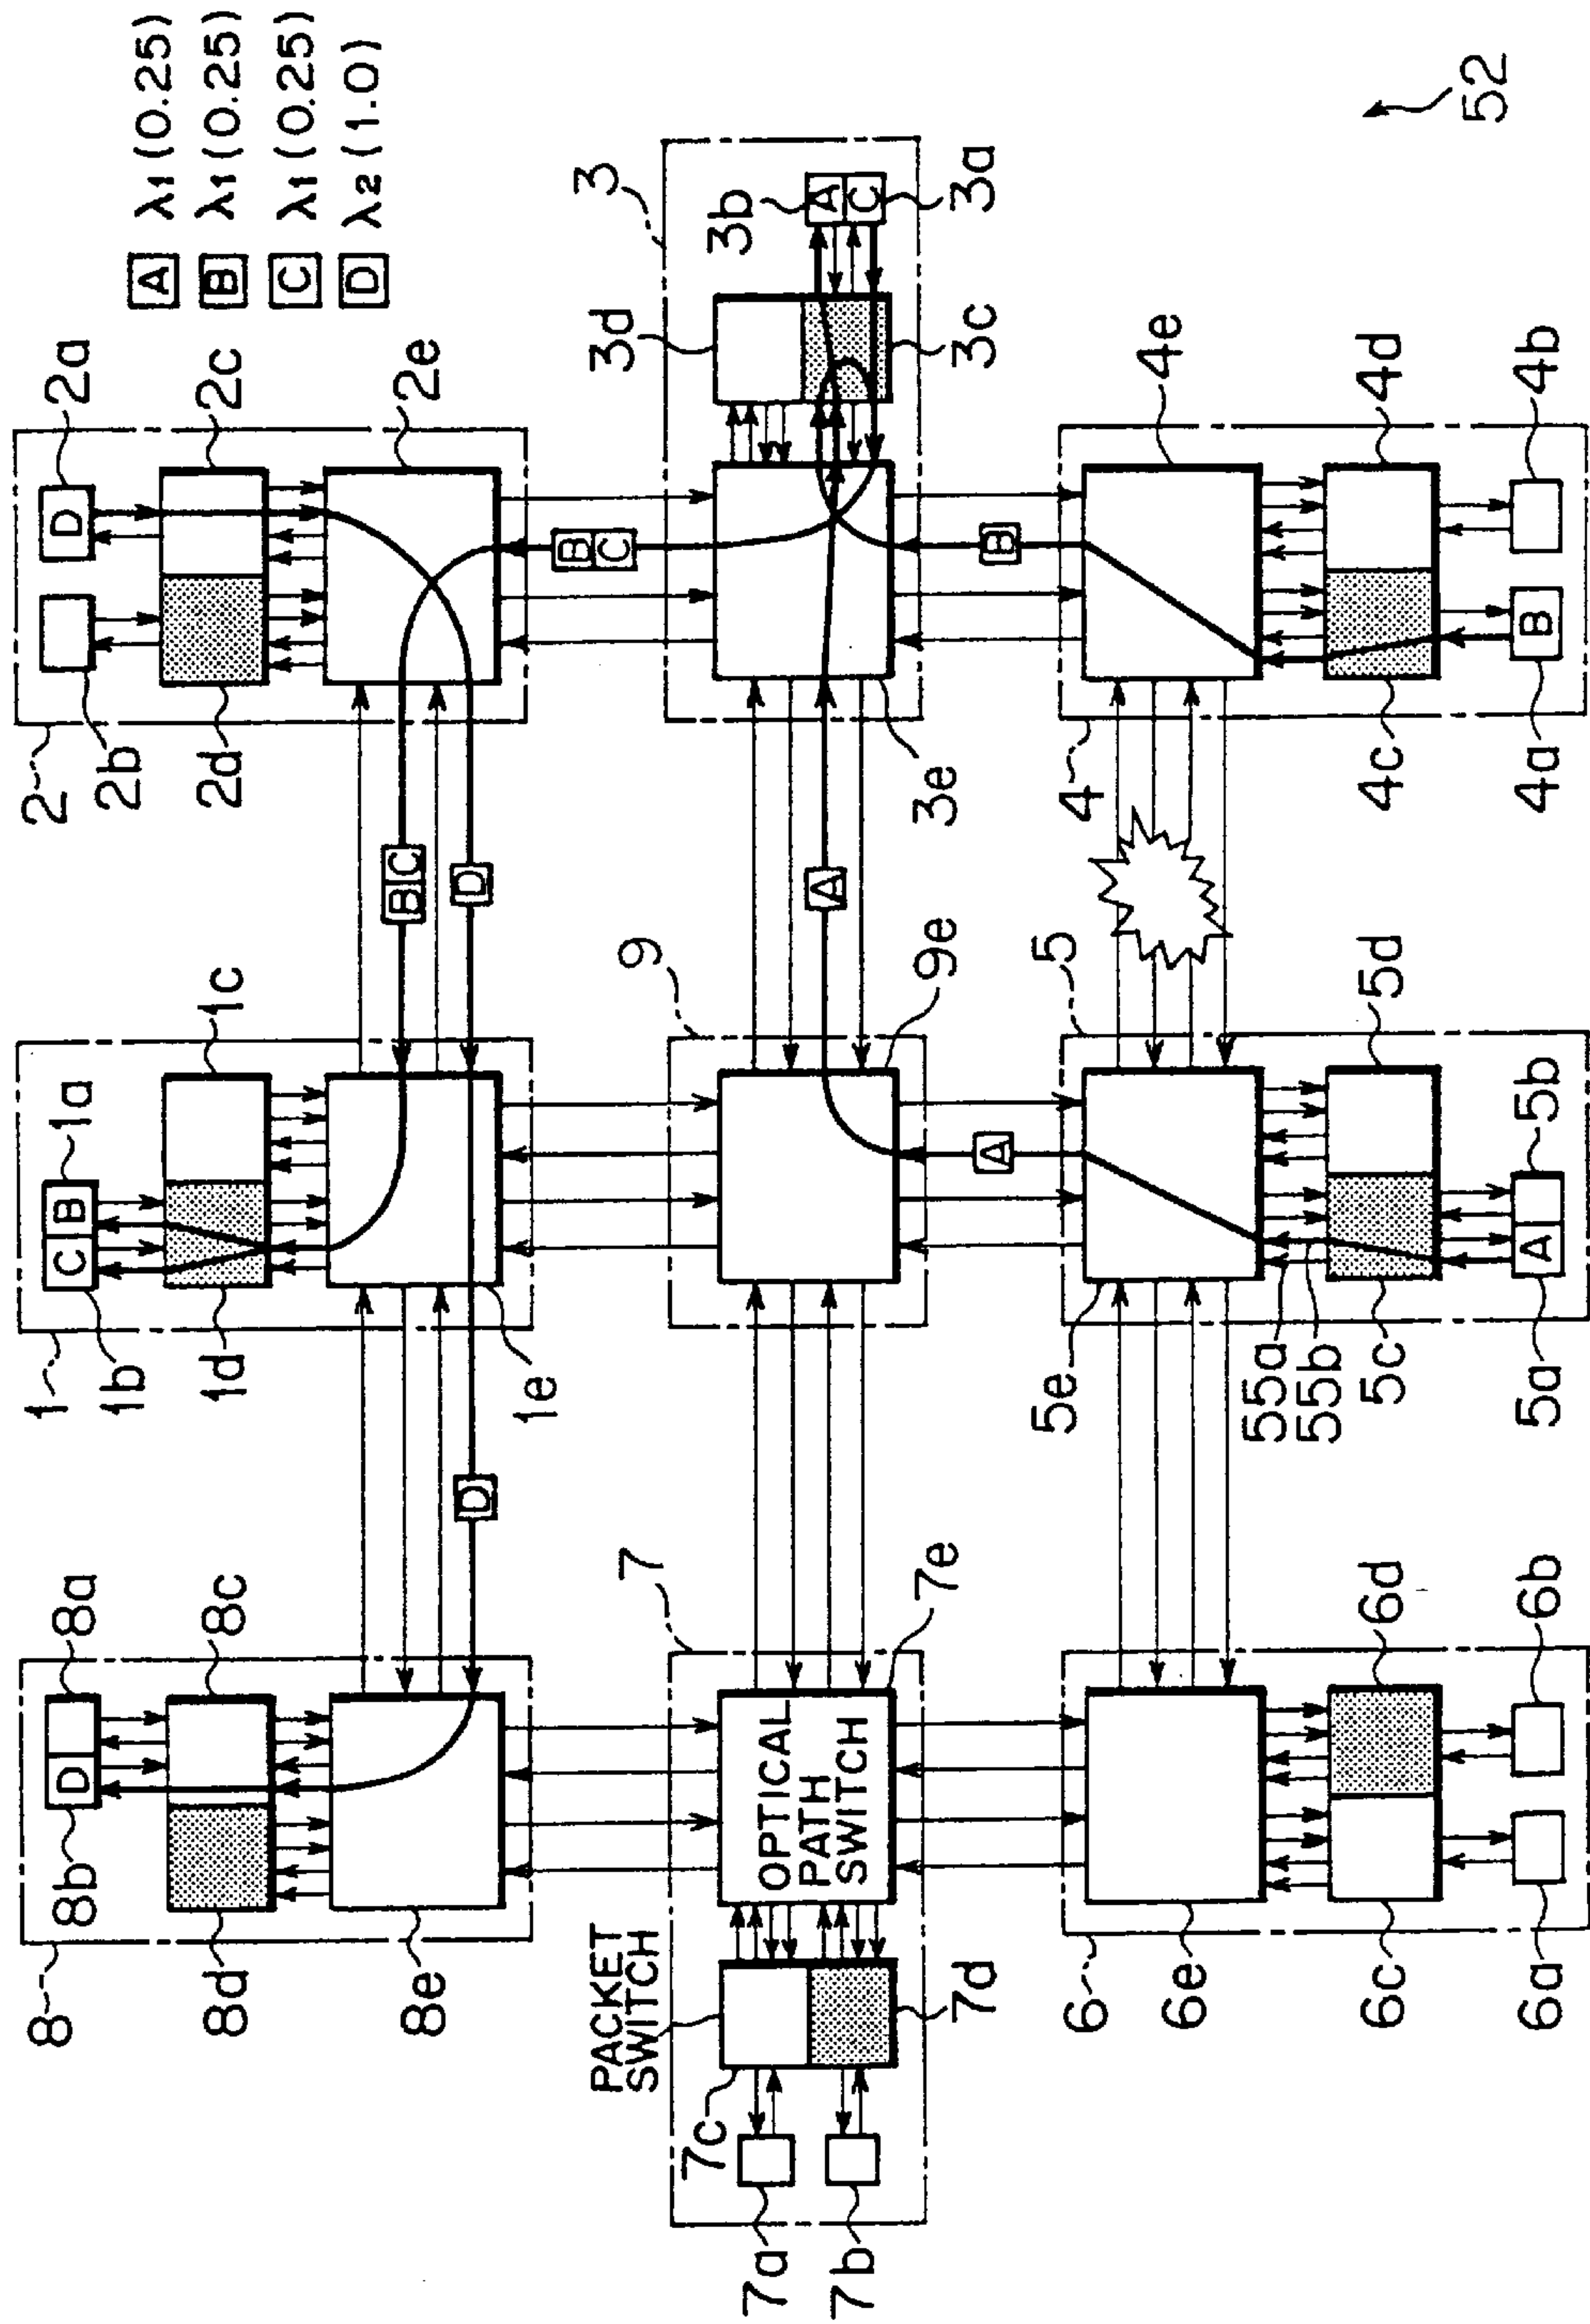 A λ1 (0.25)
B λ1 (0.25)
C λ1 (0.25)
D λ2 (1.0)
52
8
8a
8b
8c
8d
8e
D
D
1
1a
1b
1c
1d
1e
C B
B C
D
2
2a
2b
2c
2d
2e
D
B C
7
7a
7b
7c
7d
7e
PACKET
SWITCH
OPTICAL
PATH
SWITCH
9
9e
A
A
3
3a
3b
3c
3d
3e
A C
B
6
6a
6b
6c
6d
6e
5
5a
5b
5c
5d
5e
55a
55b
A
4
4a
4b
4c
4d
4e
B